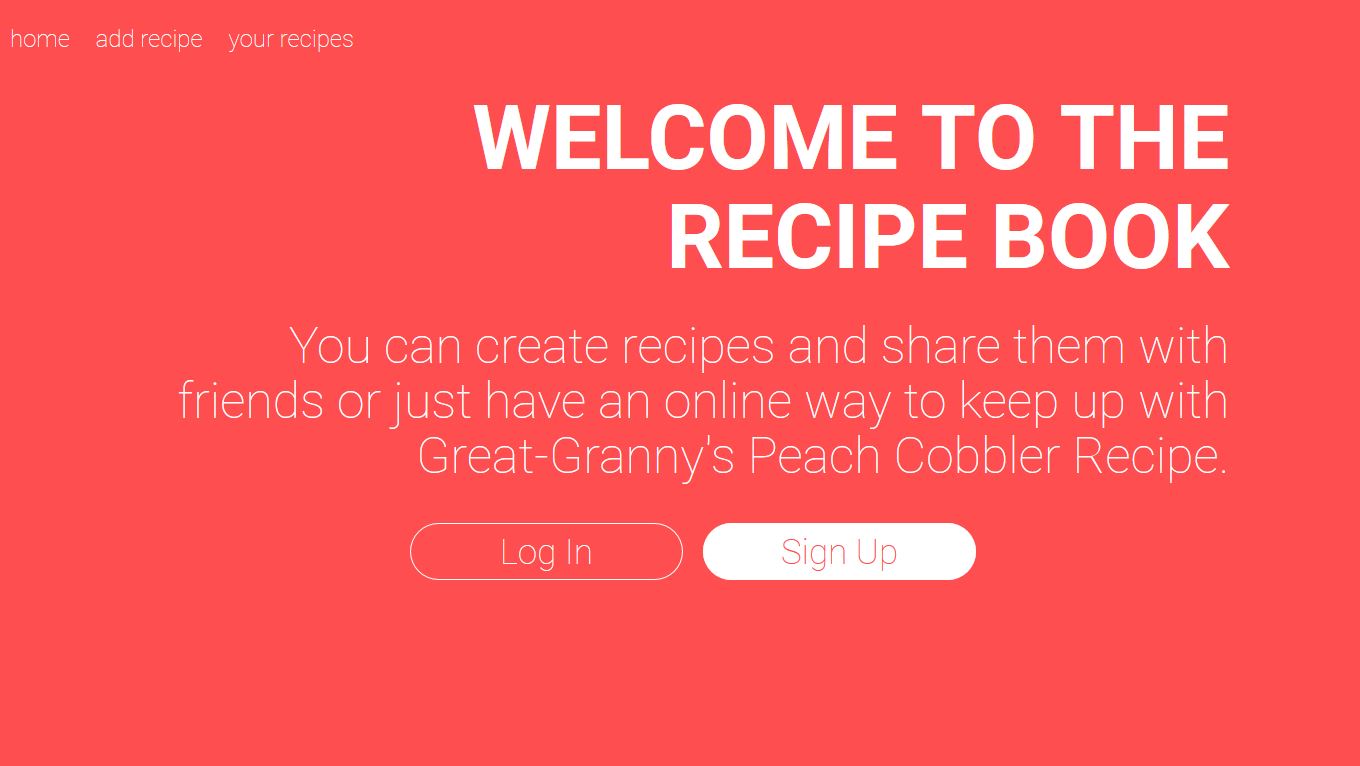 home add recipe your recipes
WELCOME TO THE
RECIPE BOOK
You can create recipes and share them with
friends or just have an online way to keep up with
Great-Granny's Peach Cobbler Recipe.
Log In Sign Up